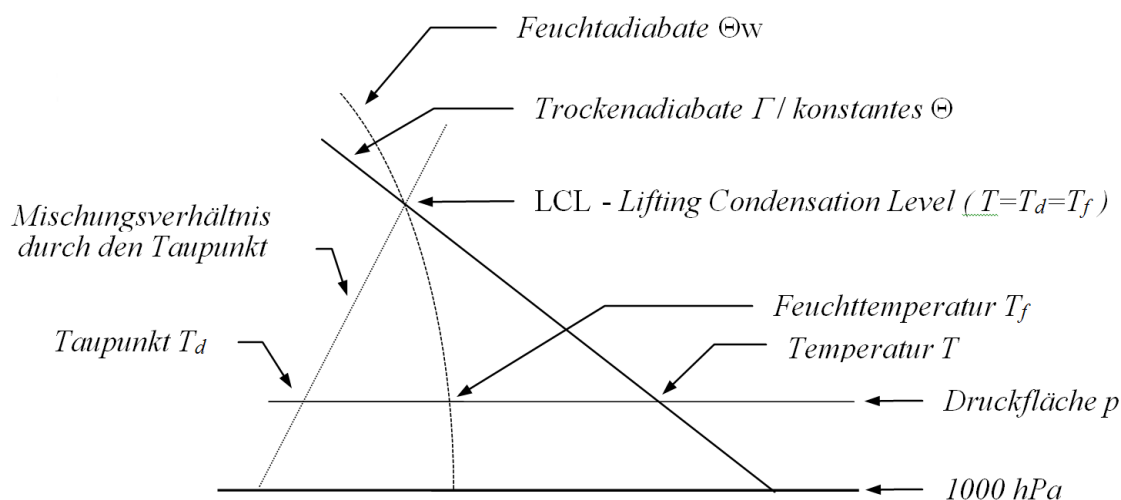 Feuchtadiabate Θw
Trockenadiabate Γ / konstantes Θ
LCL - Lifting Condensation Level ( T=Td=Tf )
Mischungsverhältnis
durch den Taupunkt
Feuchttemperatur Tf
Taupunkt Td
Temperatur T
Druckfläche p
1000 hPa